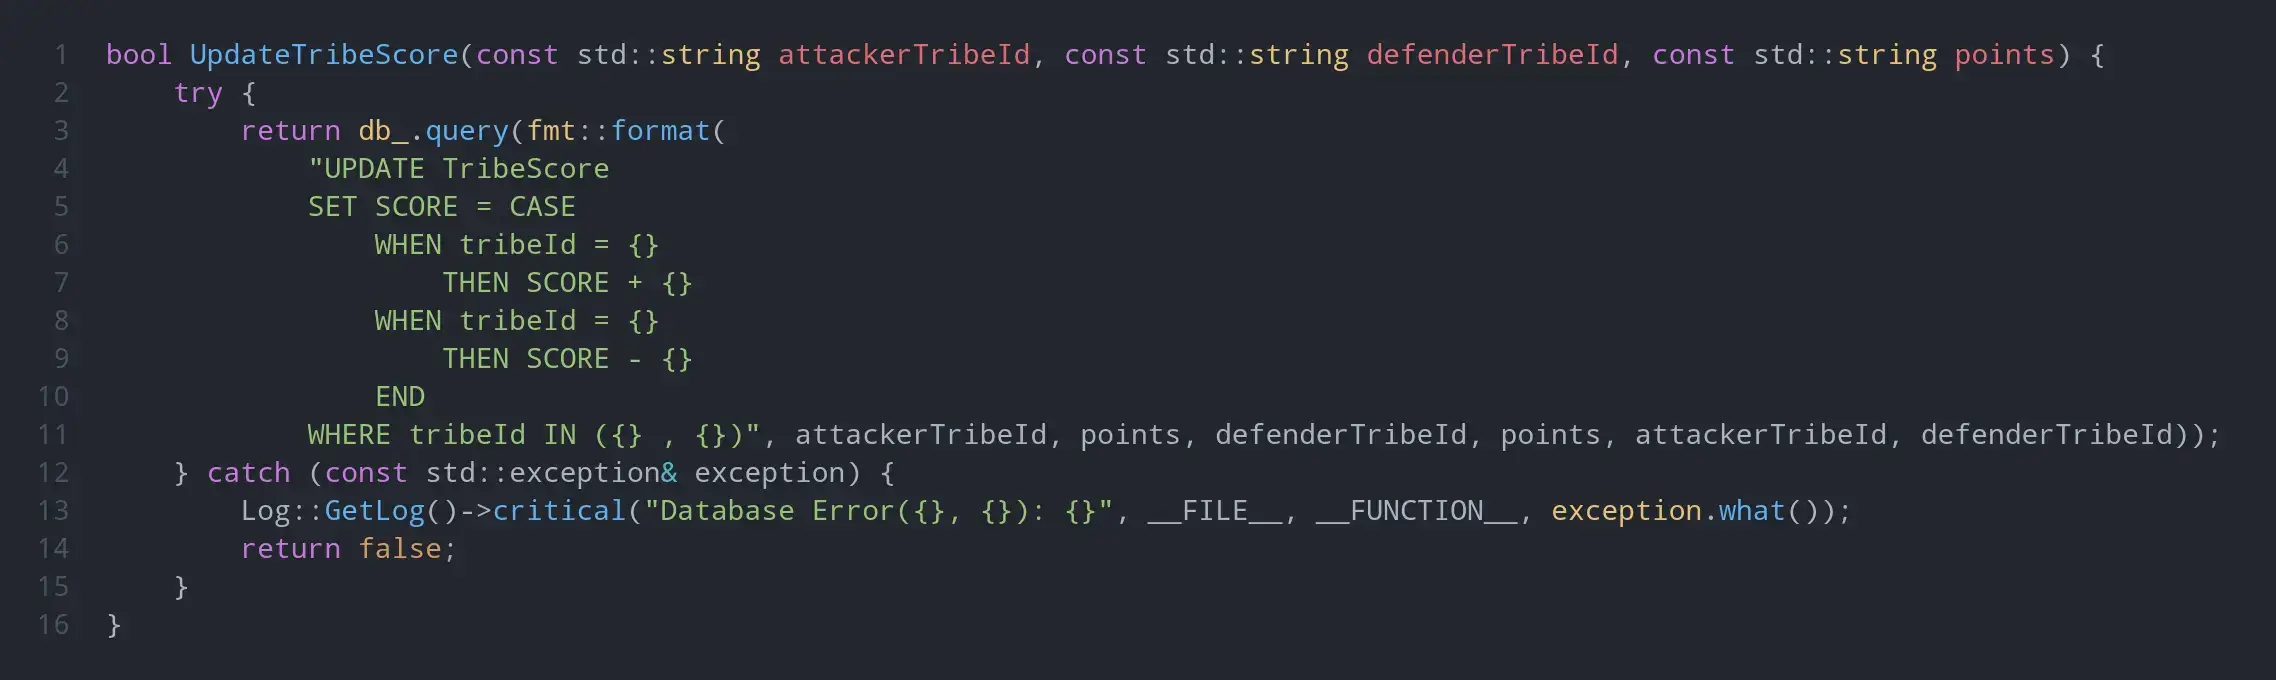 1 bool UpdateTribeScore(const std::string attackerTribeId, const std::string defenderTribeId, const std::string points) {
2     try {
3         return db_.query(fmt::format(
4             "UPDATE TribeScore
5             SET SCORE = CASE
6                 WHEN tribeId = {}
7                     THEN SCORE + {}
8                 WHEN tribeId = {}
9                     THEN SCORE - {}
10                 END
11             WHERE tribeId IN ({} , {})", attackerTribeId, points, defenderTribeId, points, attackerTribeId, defenderTribeId));
12     } catch (const std::exception& exception) {
13         Log::GetLog()->critical("Database Error({}, {}): {}", __FILE__, __FUNCTION__, exception.what());
14         return false;
15     }
16 }